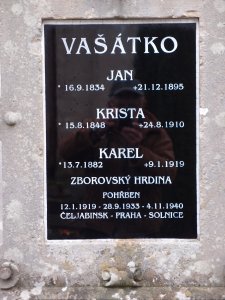 VAŠÁTKO
JAN
* 16.9.1834 +21.12.1895
KRISTA
* 15.8.1848 +24.8.1910
KAREL
*13.7.1882 +9.1.1919
ZBOROVSKÝ HRDINA
POHŘBEN
12.1.1919 - 28.9.1933 - 4.11.1940
ČELJABINSK - PRAHA - SOLNICE